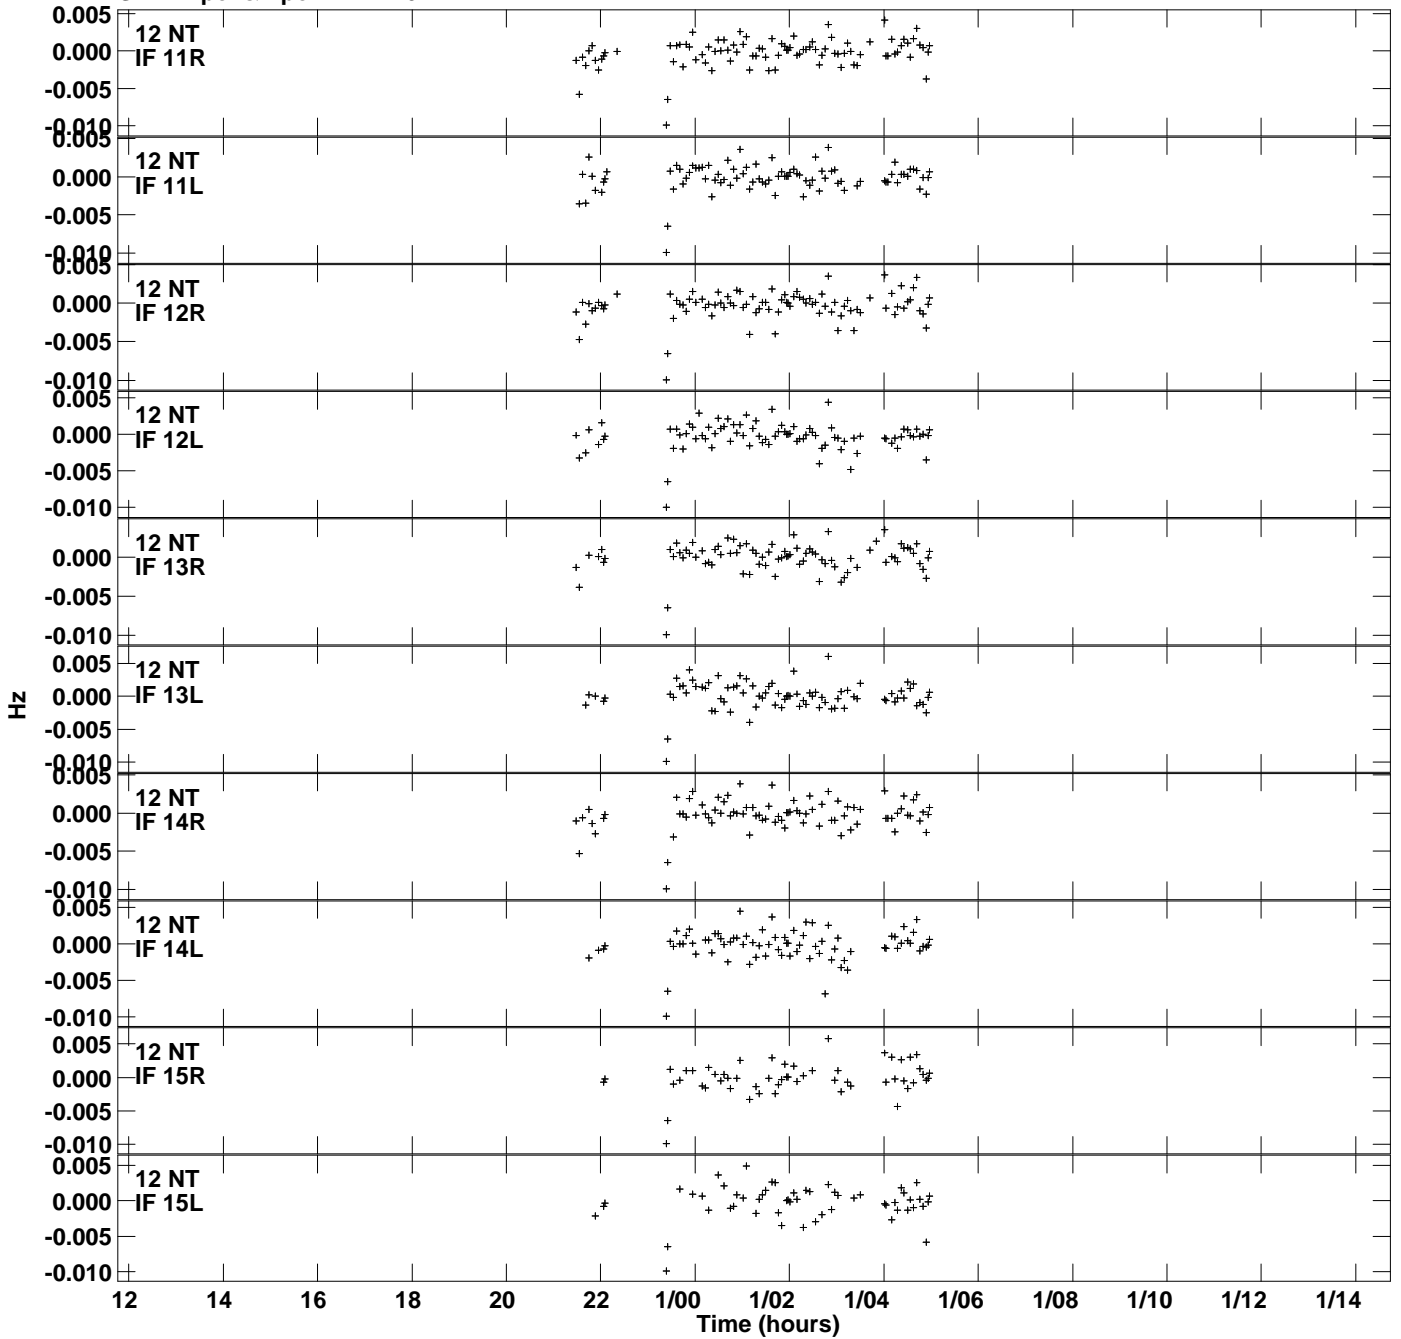 0.005
0.000
-0.005
-0.010
12 NT
IF 11R
0.005
0.000
-0.005
-0.010
12 NT
IF 11L
0.005
0.000
-0.005
-0.010
12 NT
IF 12R
0.005
0.000
-0.005
-0.010
12 NT
IF 12L
0.000
-0.005
-0.010
12 NT
IF 13R
0.005
0.000
-0.005
-0.010
12 NT
IF 13L
0.005
0.000
-0.005
-0.010
12 NT
IF 14R
0.005
0.000
-0.005
-0.010
12 NT
IF 14L
0.005
0.000
-0.005
-0.010
12 NT
IF 15R
0.005
0.000
-0.005
-0.010
12 NT
IF 15L
Hz
12 14 16 18 20 22 1/00 1/02 1/04 1/06 1/08 1/10 1/12 1/14
Time (hours)